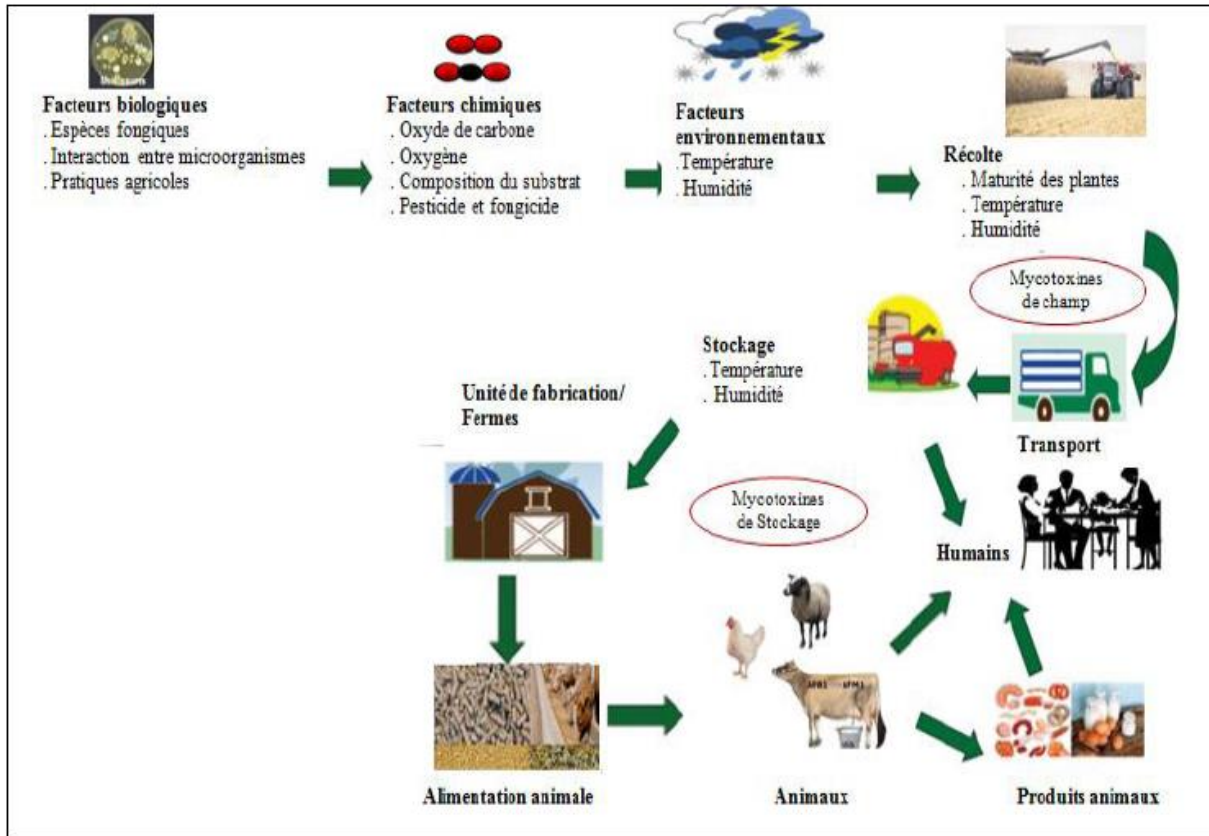 Facteurs biologiques
. Espèces fongiques
. Interaction entre microorganismes
. Pratiques agricoles
Facteurs chimiques
. Oxyde de carbone
. Oxygène
. Composition du substrat
. Pesticide et fongicide
Facteurs
environnementaux
. Température
. Humidité
Récolte
. Maturité des plantes
. Température
. Humidité
Mycotoxines
de champ
Transport
Stockage
. Température
. Humidité
Unité de fabrication/
Fermes
Mycotoxines
de Stockage
Humains
AFB1 AFM1
Alimentation animale
Animaux
Produits animaux